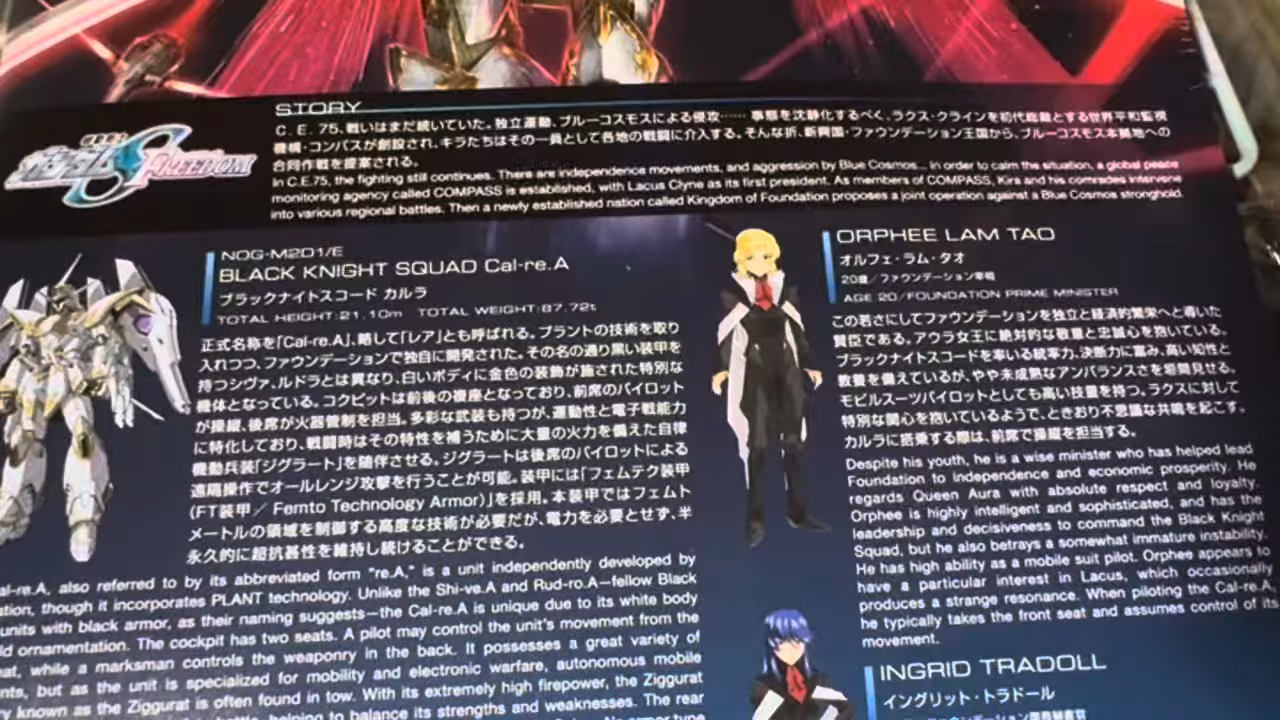 STORY
C.E.75、戦いはまだ続いていた。独立運動、ブルーコスモスによる侵攻…… 事態を沈静化するべく、ラクス・クラインを初代総裁とする世界平和監視
機構・コンパスが創設され、キラたちはその一員として各地の戦闘に介入する。そんな折、新興国・ファウンデーション王国から、ブルーコスモス本拠地への
合同作戦を提案される。
In C.E.75, the fighting still continues. There are independence movements, and aggression by Blue Cosmos... In order to calm the situation, a global peace
monitoring agency called COMPASS is established, with Lacus Clyne as its first president. As members of COMPASS, Kira and his comrades intervene
into various regional battles. Then a newly established nation called Kingdom of Foundation proposes a joint operation against a Blue Cosmos stronghold.
ガンダム SEED FREEDOM
NOG-M201/E
BLACK KNIGHT SQUAD Cal-re.A
ブラックナイトスコード カルラ
TOTAL HEIGHT:21.10m TOTAL WEIGHT:87.72t
正式名称を「Cal-re.A」、略して「レア」とも呼ばれる。プラントの技術を取り
入れつつ、ファウンデーションで独自に開発された。その名の通り黒い装甲を
持つシヴァ、ルドラとは異なり、白いボディに金色の装飾が施された特別な
機体となっている。コクピットは前後の複座となっており、前席のパイロット
が操縦、後席が火器管制を担当。多彩な武装も持つが、運動性と電子戦能力
に特化しており、戦闘時はその特性を補うために大量の火力を備えた自律
機動兵装「ジグラート」を随伴させる。ジグラートは後席のパイロットによる
遠隔操作でオールレンジ攻撃を行うことが可能。装甲には「フェムテク装甲
(FT装甲／Femto Technology Armor)」を採用。本装甲ではフェムト
メートルの領域を制御する高度な技術が必要だが、電力を必要とせず、半
永久的に超抗甚性を維持し続けることができる。
al-re.A, also referred to by its abbreviated form "re.A," is a unit independently developed by
ation, though it incorporates PLANT technology. Unlike the Shi-ve.A and Rud-ro.A—fellow Black
units with black armor, as their naming suggests—the Cal-re.A is unique due to its white body
ld ornamentation. The cockpit has two seats. A pilot may control the unit's movement from the
eat, while a marksman controls the weaponry in the back. It possesses a great variety of
nts, but as the unit is specialized for mobility and electronic warfare, autonomous mobile
ry known as the Ziggurat is often found in tow. With its extremely high firepower, the Ziggurat
battle, helping to balance its strengths and weaknesses. The rear
armor type
ORPHEE LAM TAO
オルフェ・ラム・タオ
20歳／ファウンデーション宰相
AGE 20/FOUNDATION PRIME MINISTER
この若さにしてファウンデーションを独立と経済的繁栄へと導いた
賢臣である。アウラ女王に絶対的な敬意と忠誠心を抱いている。
ブラックナイトスコードを率いる統率力、決断力に富み、高い知性と
教養を備えているが、やや未成熟なアンバランスさを垣間見せる。
モビルスーツパイロットとしても高い技量を持つ。ラクスに対して
特別な関心を抱いているようで、ときおり不思議な共鳴を起こす。
カルラに搭乗する際は、前席で操縦を担当する。
Despite his youth, he is a wise minister who has helped lead
Foundation to independence and economic prosperity. He
regards Queen Aura with absolute respect and loyalty.
Orphee is highly intelligent and sophisticated, and has the
leadership and decisiveness to command the Black Knight
Squad, but he also betrays a somewhat immature instability.
He has high ability as a mobile suit pilot. Orphee appears to
have a particular interest in Lacus, which occasionally
produces a strange resonance. When piloting the Cal-re.A,
he typically takes the front seat and assumes control of its
movement.
INGRID TRADOLL
イングリット・トラドール